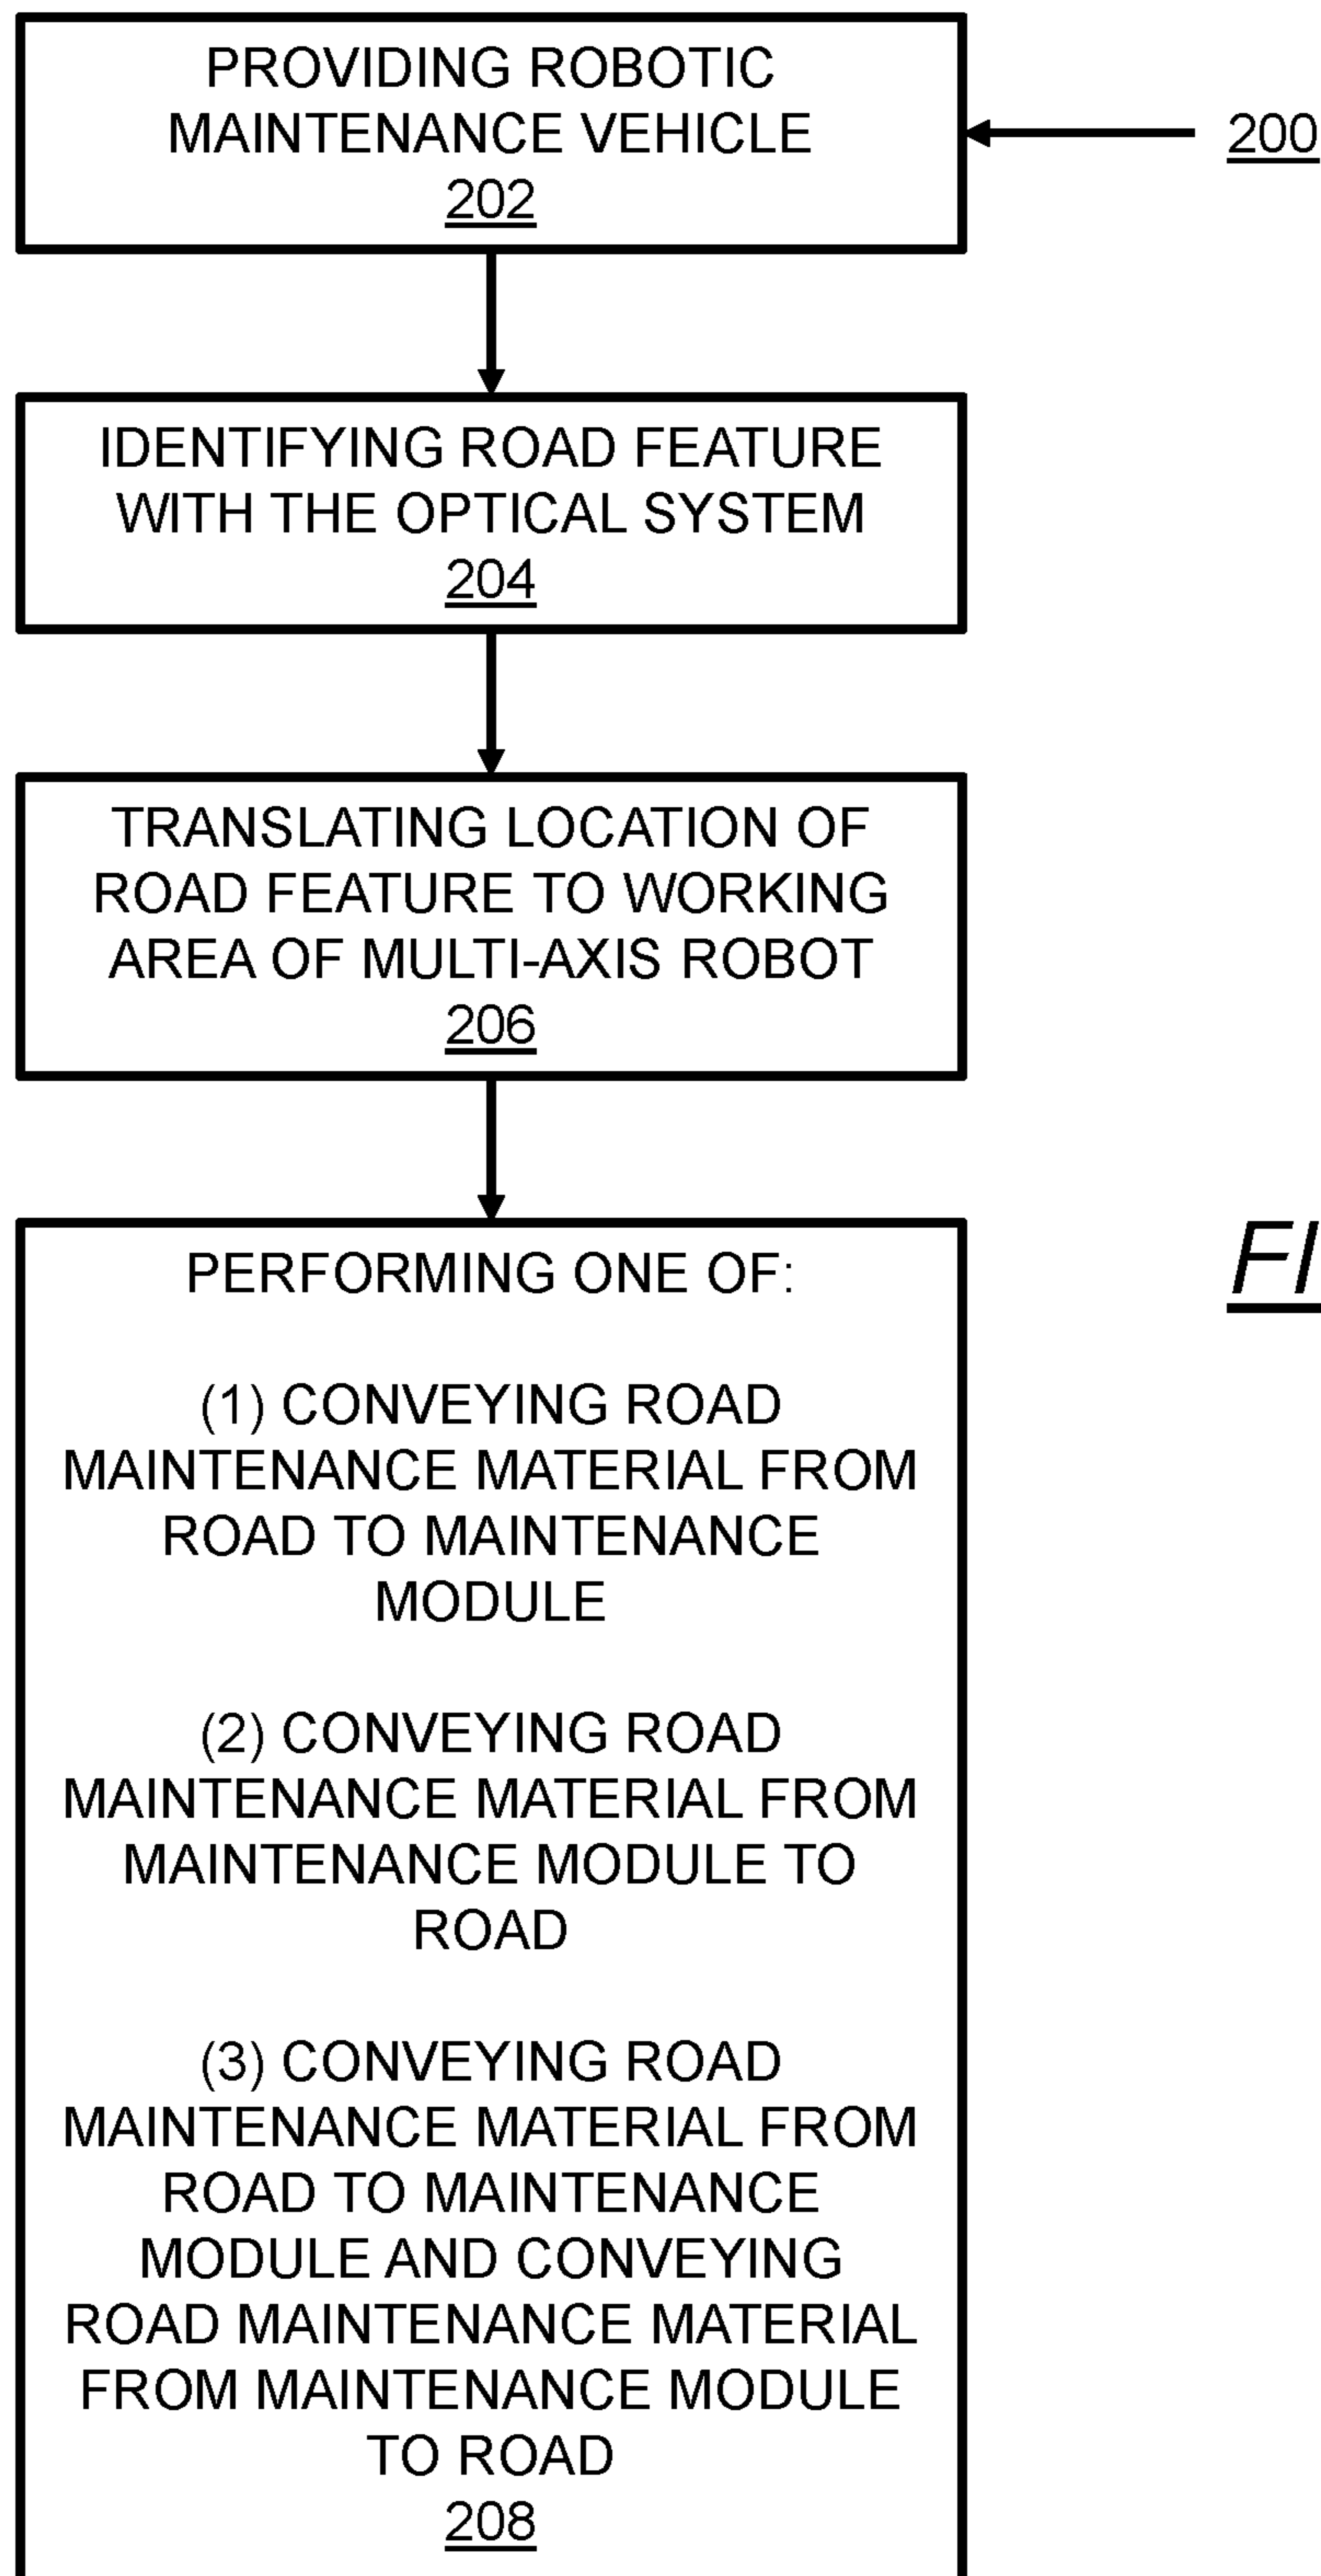 PROVIDING ROBOTIC
MAINTENANCE VEHICLE
202
200
IDENTIFYING ROAD FEATURE
WITH THE OPTICAL SYSTEM
204
TRANSLATING LOCATION OF
ROAD FEATURE TO WORKING
AREA OF MULTI-AXIS ROBOT
206
PERFORMING ONE OF:
(1) CONVEYING ROAD
MAINTENANCE MATERIAL FROM
ROAD TO MAINTENANCE
MODULE
(2) CONVEYING ROAD
MAINTENANCE MATERIAL FROM
MAINTENANCE MODULE TO
ROAD
(3) CONVEYING ROAD
MAINTENANCE MATERIAL FROM
ROAD TO MAINTENANCE
MODULE AND CONVEYING
ROAD MAINTENANCE MATERIAL
FROM MAINTENANCE MODULE
TO ROAD
208
FI